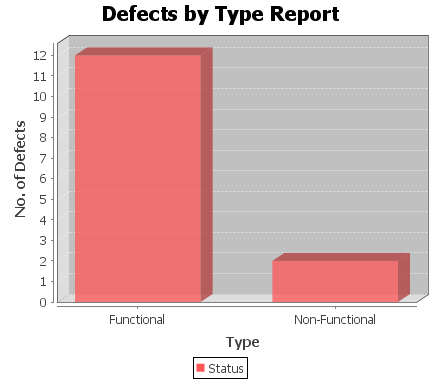 Defects by Type Report
12
11
10
9
8
7
6
5
4
3
2
1
0
No. of Defects
Functional
Non-Functional
Type
Status